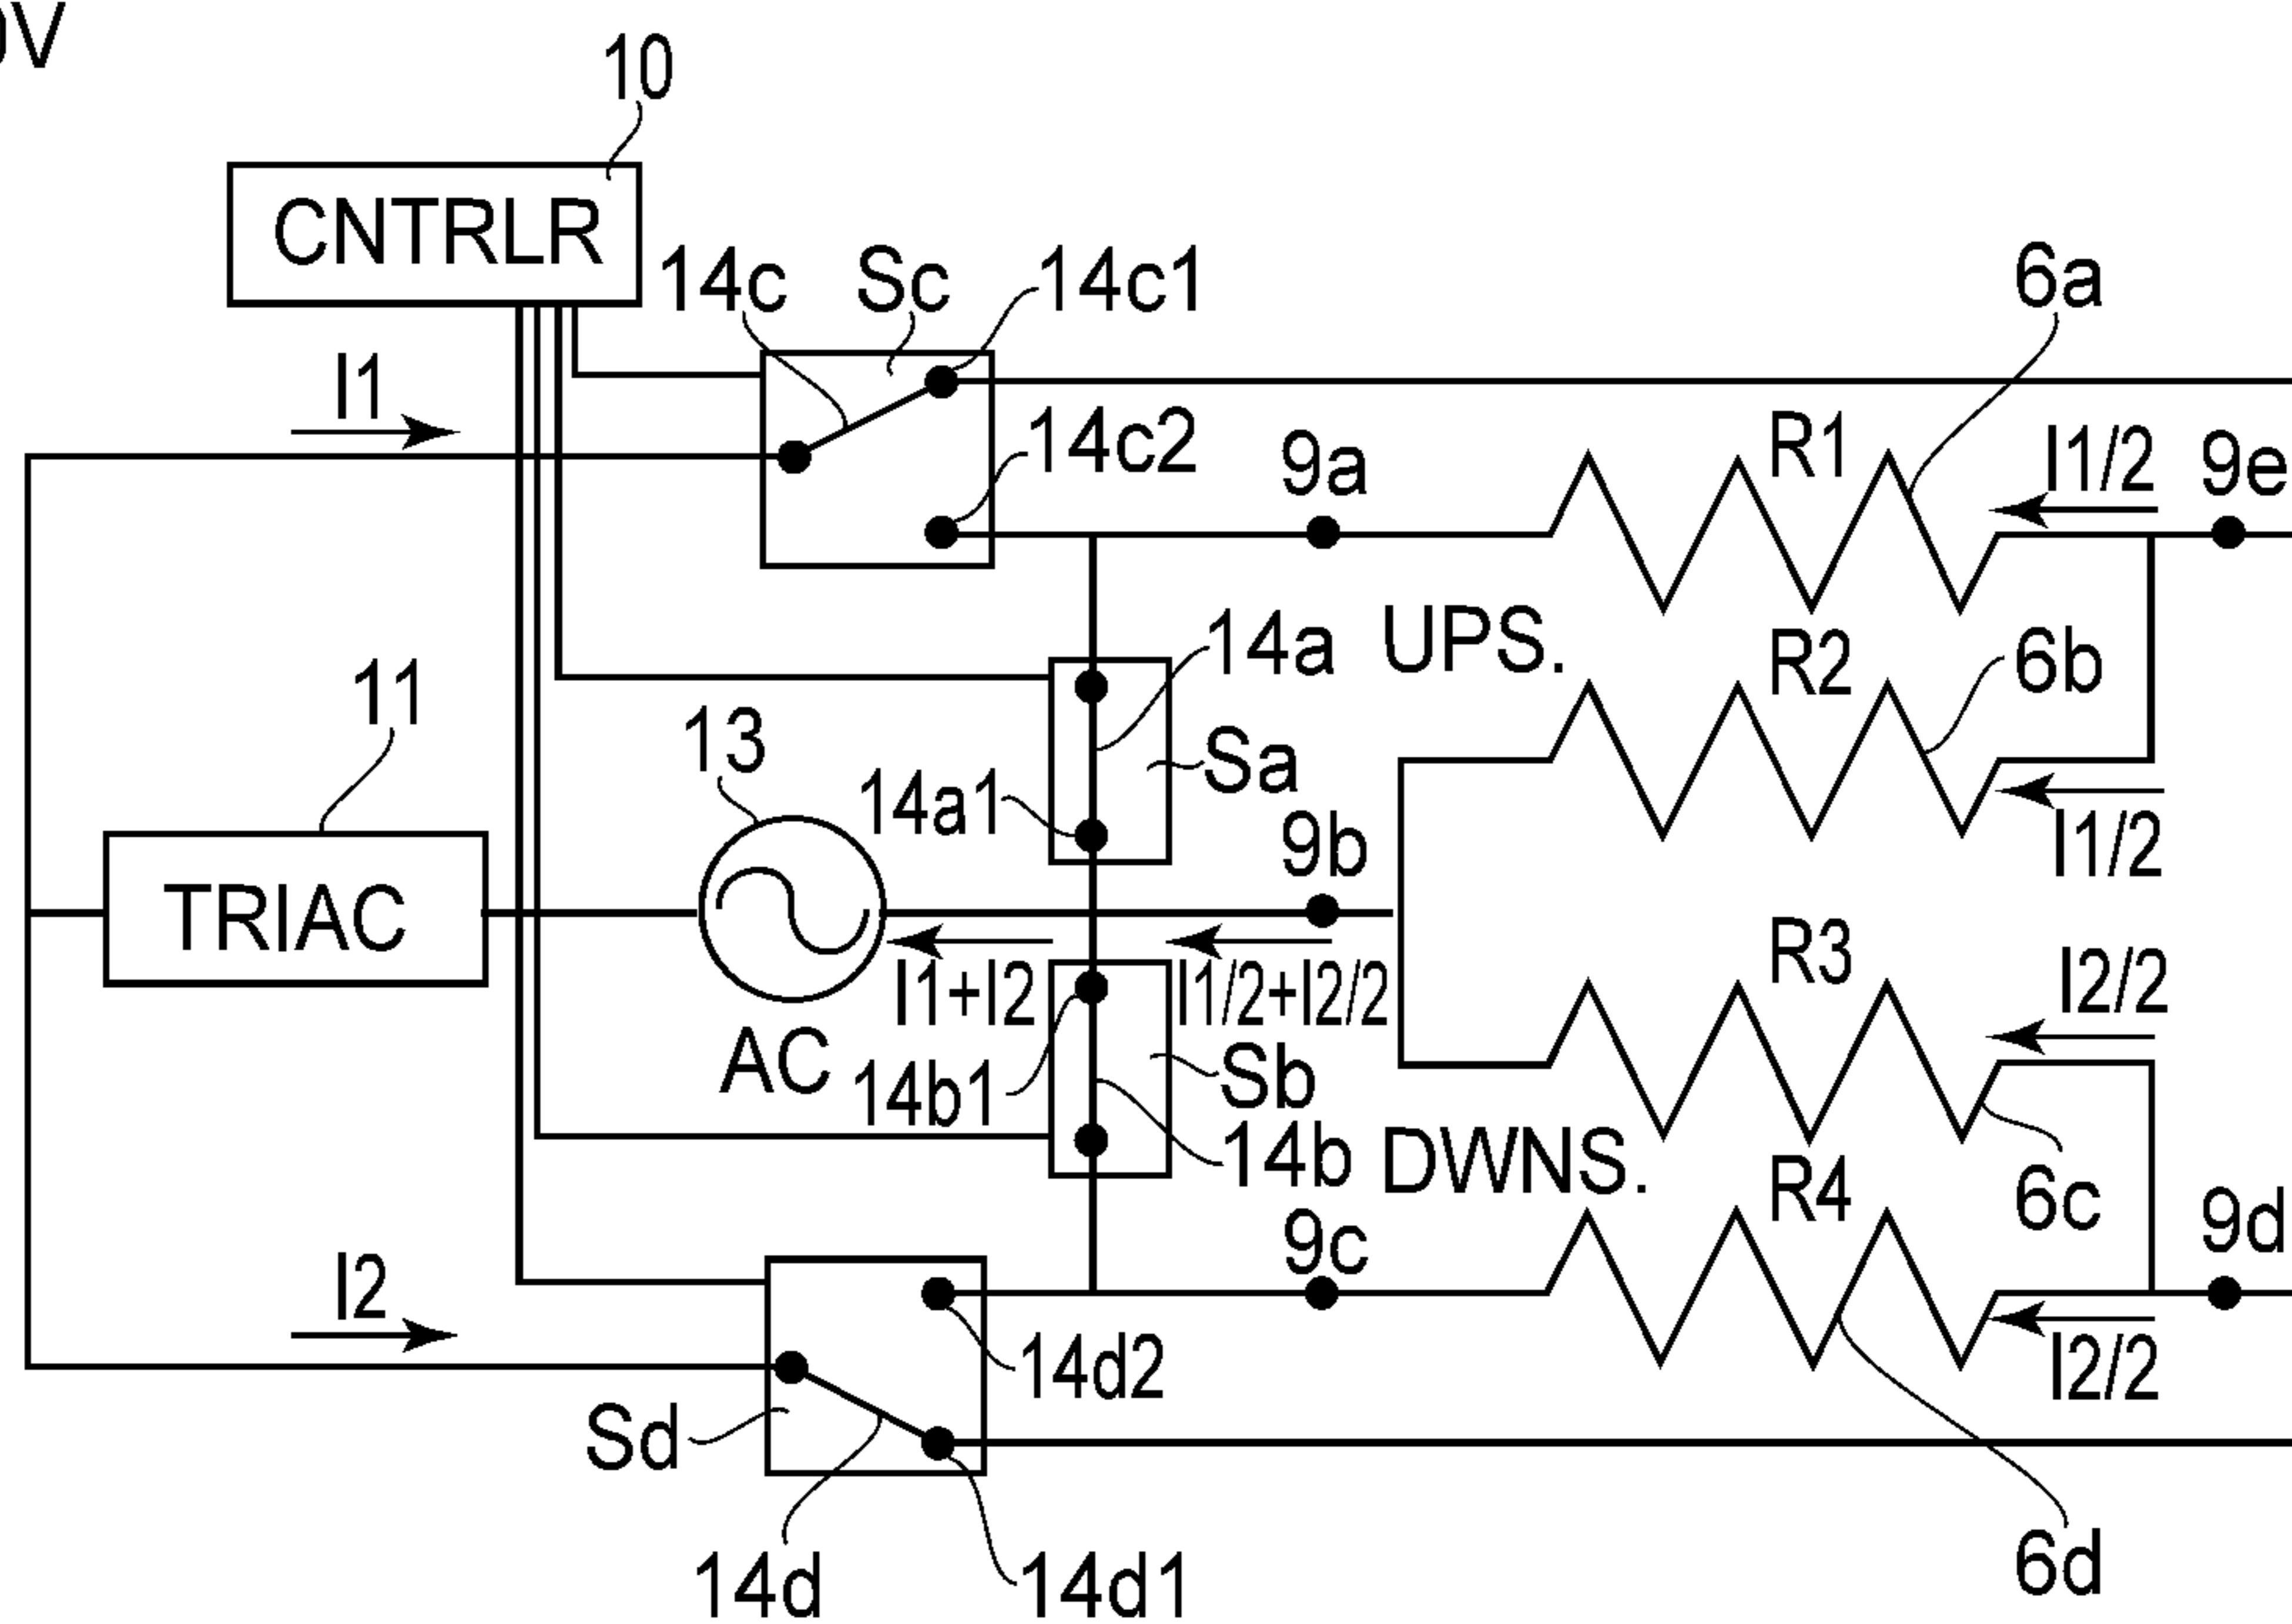 0V
10
CNTRLR
14c
Sc
14c1
6a
I1
14c2
9a
R1
I1/2
9e
14a
UPS.
R2
6b
11
13
14a1
Sa
9b
I1/2
TRIAC
R3
I2/2
I1+I2
I1/2+I2/2
AC
14b1
Sb
14b
DWNS.
R4
6c
9d
I2
9c
14d2
I2/2
Sd
14d
14d1
6d